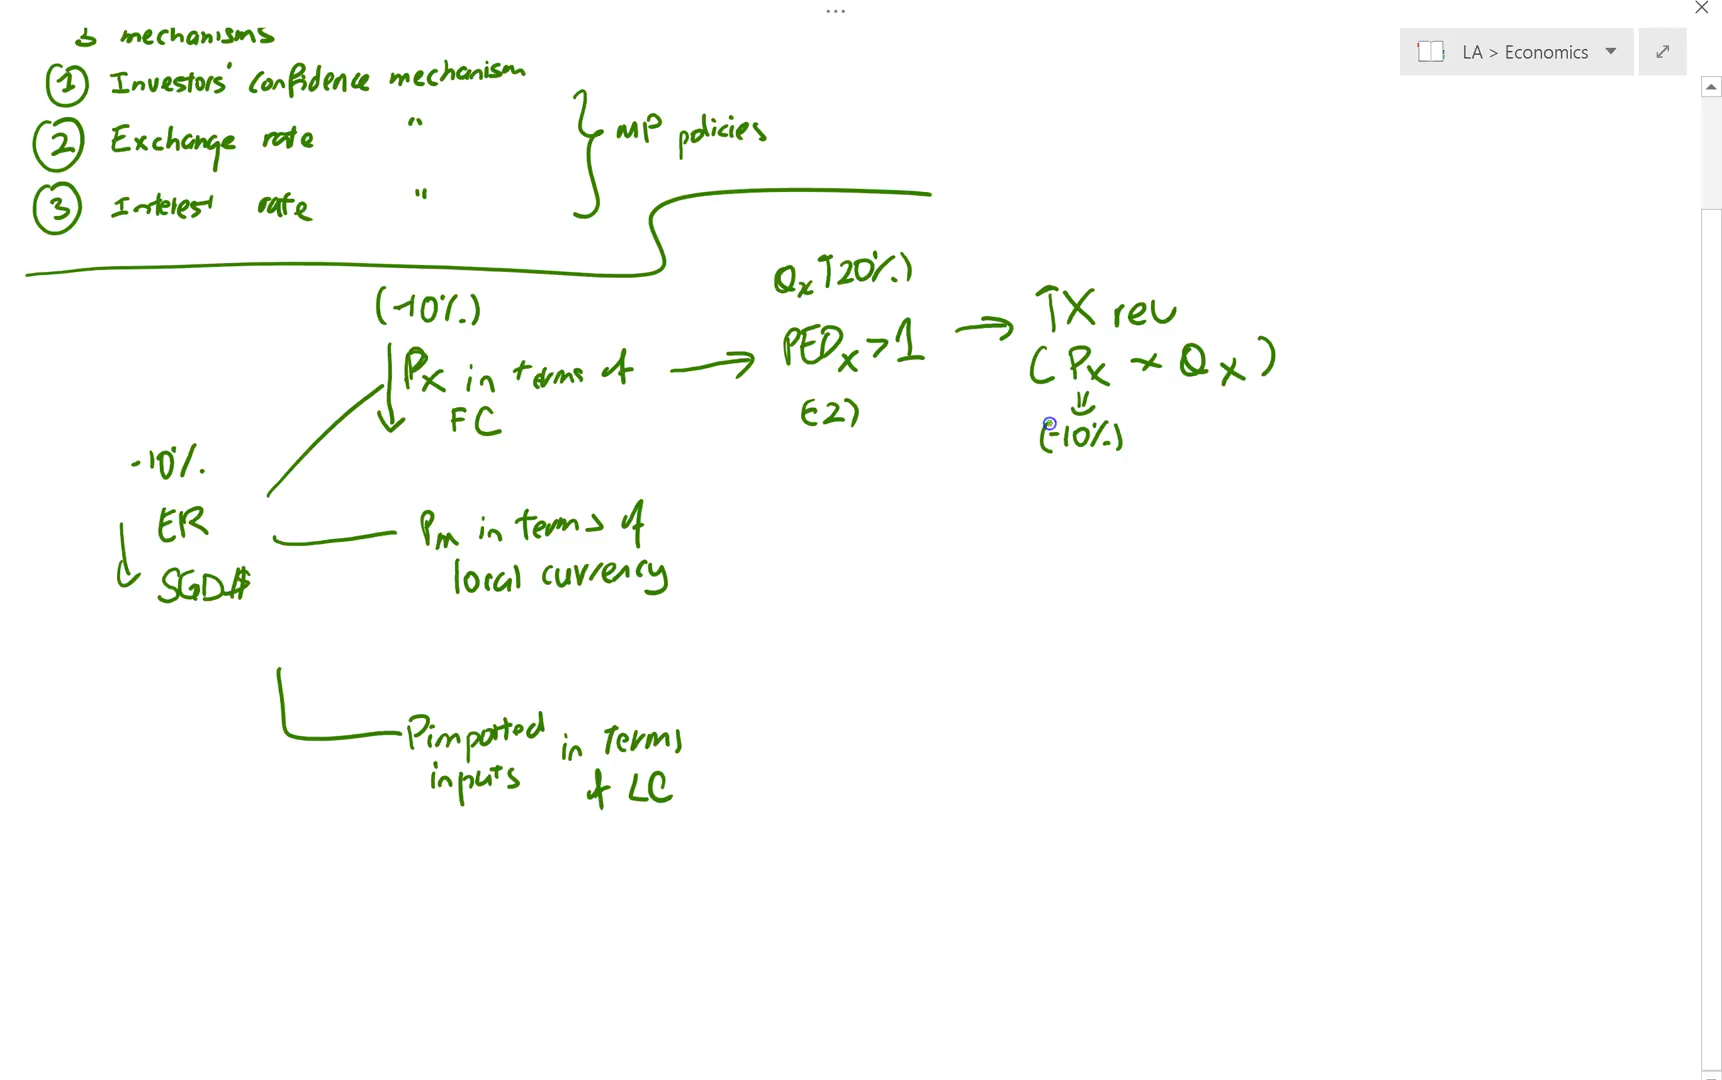 LA > Economics
3 mechanisms
① Investors' confidence mechanism
② Exchange rate "
③ Interest rate "
MP policies
(-10%)
↓ Px in terms of
FC
Qx ↑20%)
PEDx > 1
(=2)
↑X rev
(Px × Qx)
(-10%)
-10%
↓ ER
SGD$
Pm in terms of
local currency
Pimported in terms
inputs of LC